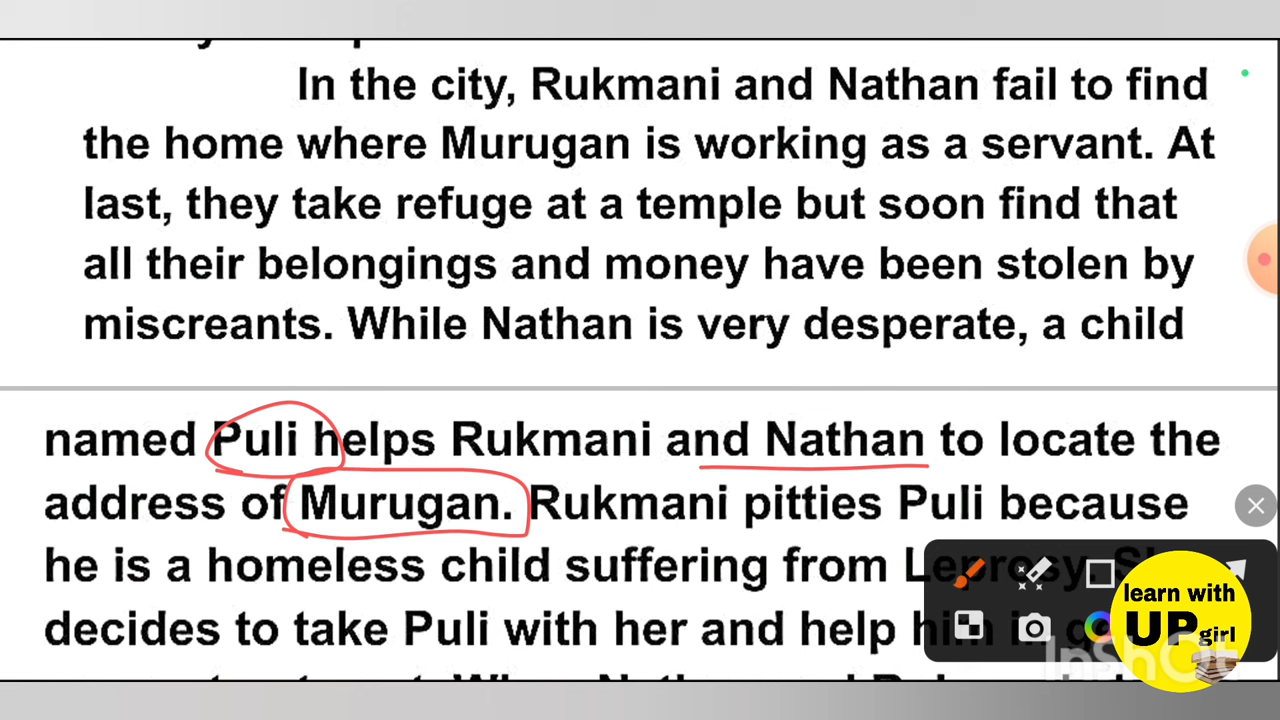 In the city, Rukmani and Nathan fail to find
the home where Murugan is working as a servant. At
last, they take refuge at a temple but soon find that
all their belongings and money have been stolen by
miscreants. While Nathan is very desperate, a child
named Puli helps Rukmani and Nathan to locate the
address of Murugan. Rukmani pitties Puli because
he is a homeless child suffering from Leprosy.
decides to take Puli with her and help him in
learn with
UP girl
InShOt